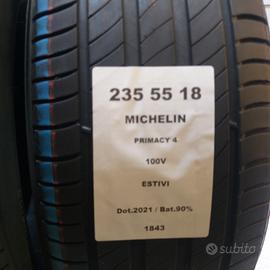 235 55 18
MICHELIN
PRIMACY 4
100V
ESTIVI
Dot.2021 / Bat.90%
1843
subito